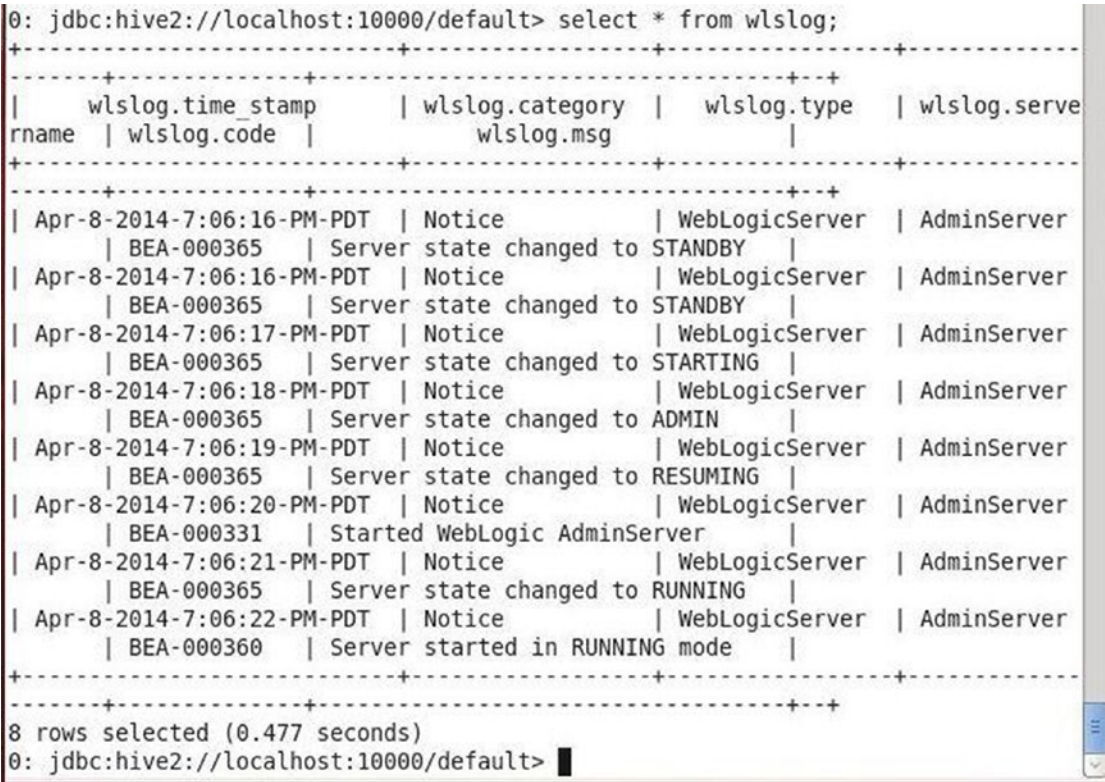 0: jdbc:hive2://localhost:10000/default> select * from wlslog;
+----------------------------+------------------+-----------------+-------------
-------+--------------+----------------------------------+--+
|     wlslog.time_stamp      | wlslog.category  |   wlslog.type   | wlslog.serve
rname  | wlslog.code  |            wlslog.msg             |
+----------------------------+------------------+-----------------+-------------
-------+--------------+----------------------------------+--+
| Apr-8-2014-7:06:16-PM-PDT  | Notice           | WebLogicServer  | AdminServer
       | BEA-000365   | Server state changed to STANDBY   |
| Apr-8-2014-7:06:16-PM-PDT  | Notice           | WebLogicServer  | AdminServer
       | BEA-000365   | Server state changed to STANDBY   |
| Apr-8-2014-7:06:17-PM-PDT  | Notice           | WebLogicServer  | AdminServer
       | BEA-000365   | Server state changed to STARTING  |
| Apr-8-2014-7:06:18-PM-PDT  | Notice           | WebLogicServer  | AdminServer
       | BEA-000365   | Server state changed to ADMIN     |
| Apr-8-2014-7:06:19-PM-PDT  | Notice           | WebLogicServer  | AdminServer
       | BEA-000365   | Server state changed to RESUMING  |
| Apr-8-2014-7:06:20-PM-PDT  | Notice           | WebLogicServer  | AdminServer
       | BEA-000331   | Started WebLogic AdminServer      |
| Apr-8-2014-7:06:21-PM-PDT  | Notice           | WebLogicServer  | AdminServer
       | BEA-000365   | Server state changed to RUNNING   |
| Apr-8-2014-7:06:22-PM-PDT  | Notice           | WebLogicServer  | AdminServer
       | BEA-000360   | Server started in RUNNING mode    |
+----------------------------+------------------+-----------------+-------------
-------+--------------+----------------------------------+--+
8 rows selected (0.477 seconds)
0: jdbc:hive2://localhost:10000/default>